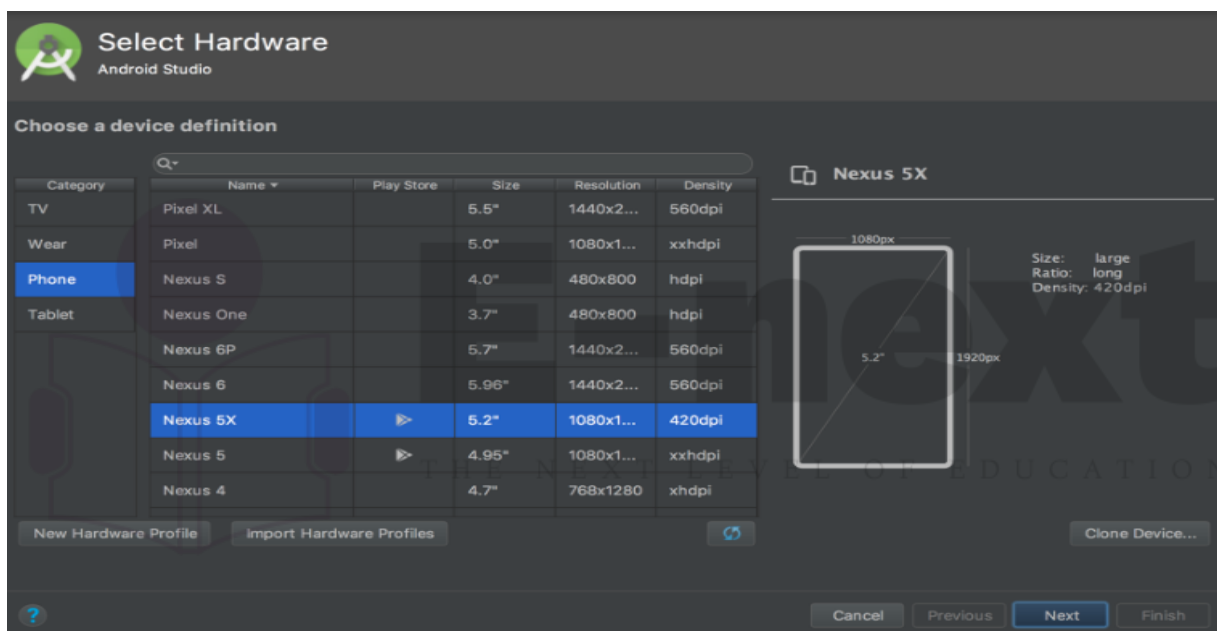 Select Hardware
Android Studio
Choose a device definition
Category Name Play Store Size Resolution Density
TV Pixel XL 5.5" 1440x2... 560dpi
Wear Pixel 5.0" 1080x1... xxhdpi
Phone Nexus S 4.0" 480x800 hdpi
Tablet Nexus One 3.7" 480x800 hdpi
Nexus 6P 5.7" 1440x2... 560dpi
Nexus 6 5.96" 1440x2... 560dpi
Nexus 5X 5.2" 1080x1... 420dpi
Nexus 5 4.95" 1080x1... xxhdpi
Nexus 4 4.7" 768x1280 xhdpi
New Hardware Profile Import Hardware Profiles
Nexus 5X
1080px
5.2"
1920px
Size: large
Ratio: long
Density: 420dpi
Clone Device...
? Cancel Previous Next Finish
E-next
THE NEXT LEVEL OF EDUCATION